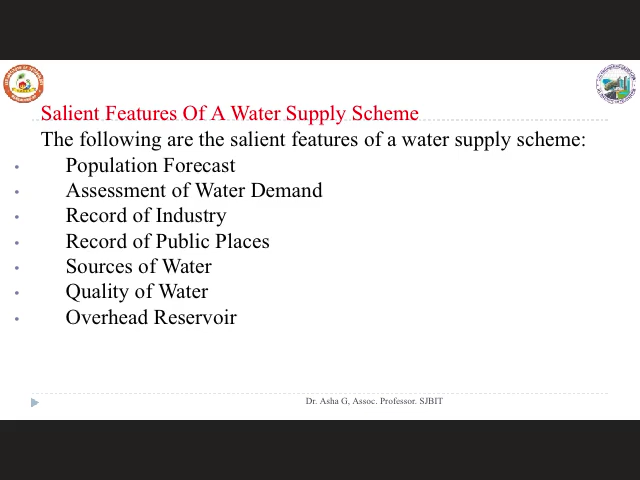 Salient Features Of A Water Supply Scheme
The following are the salient features of a water supply scheme:
• Population Forecast
• Assessment of Water Demand
• Record of Industry
• Record of Public Places
• Sources of Water
• Quality of Water
• Overhead Reservoir
Dr. Asha G, Assoc. Professor. SJBIT